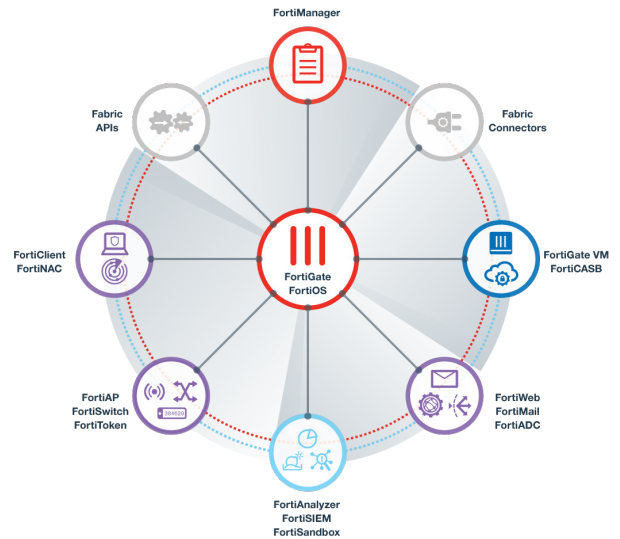 FortiManager
Fabric
APIs
Fabric
Connectors
FortiClient
FortiNAC
FortiGate
FortiOS
FortiGate VM
FortiCASB
FortiAP
FortiSwitch
FortiToken
384020
FortiWeb
FortiMail
FortiADC
FortiAnalyzer
FortiSIEM
FortiSandbox